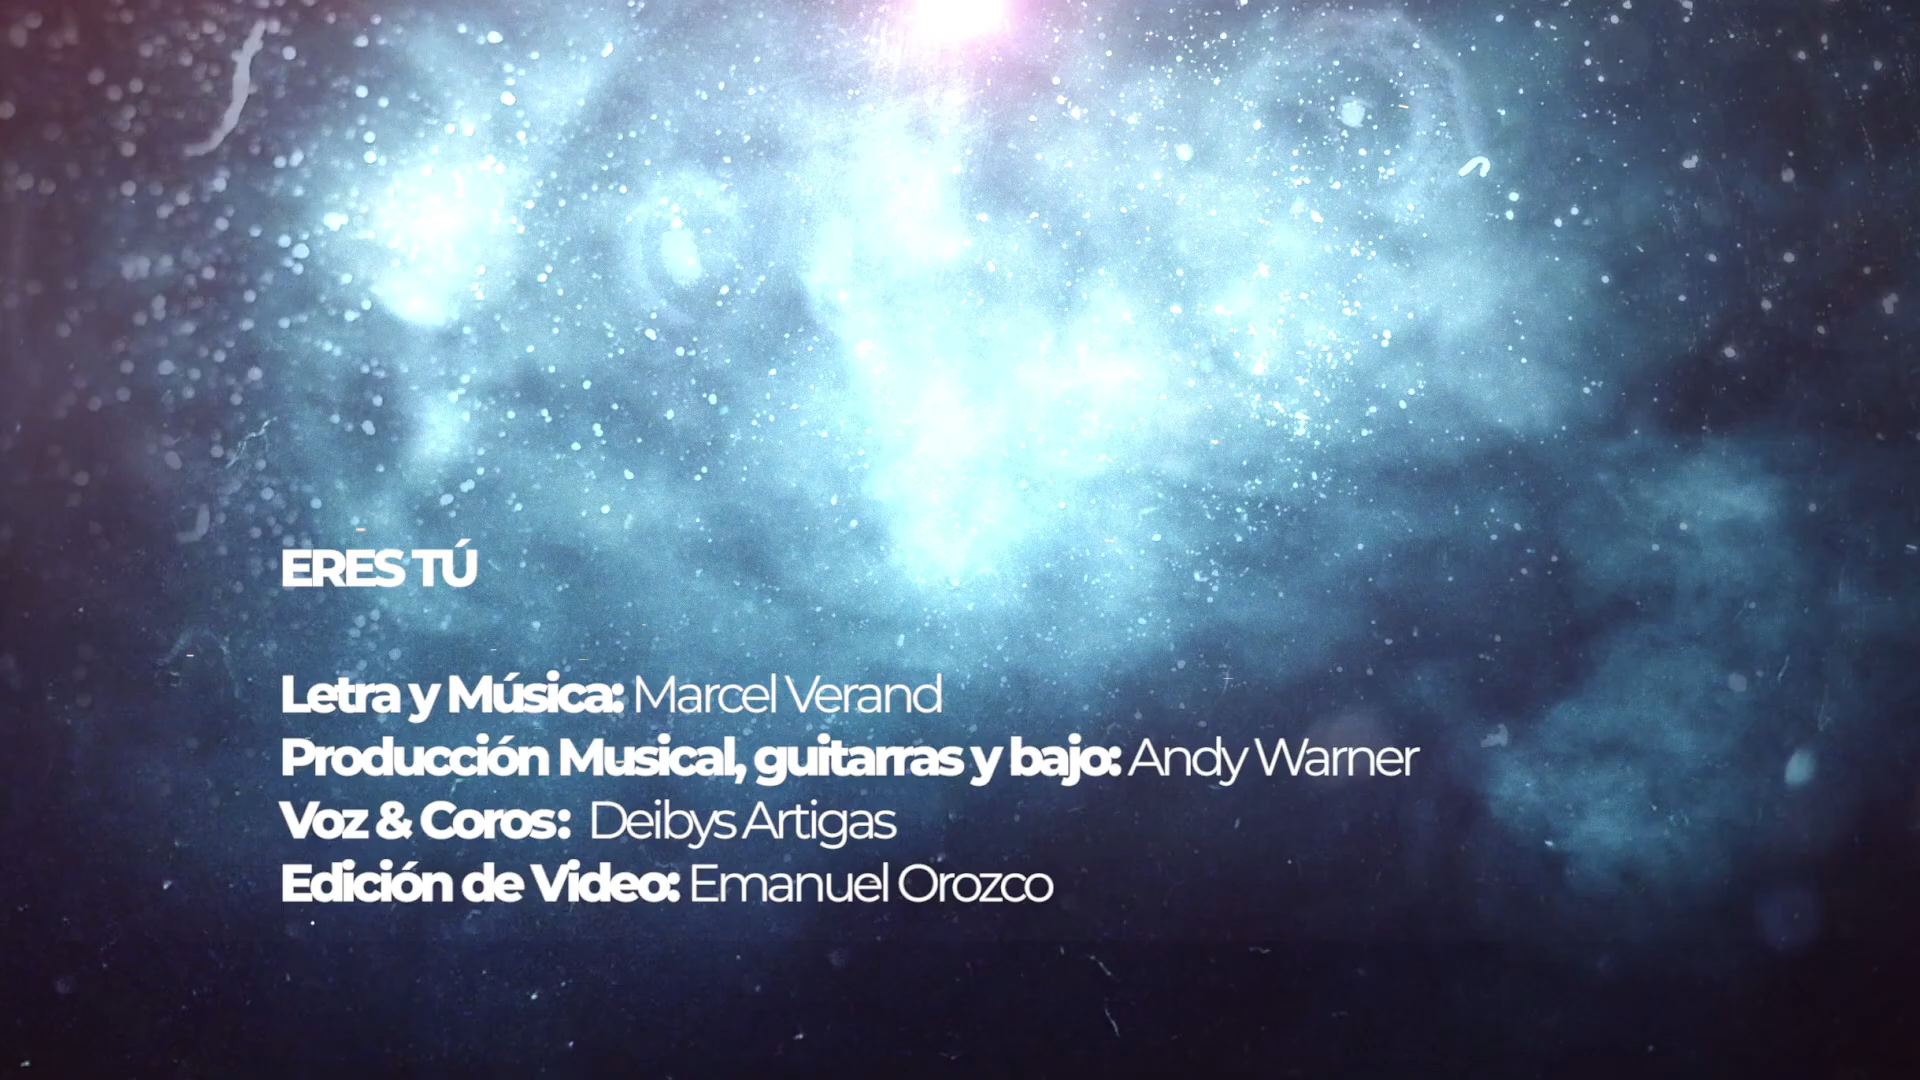 ERES TÚ
Letra y Música: Marcel Verand
Producción Musical, guitarras y bajo: Andy Warner
Voz & Coros: Deibys Artigas
Edición de Video: Emanuel Orozco